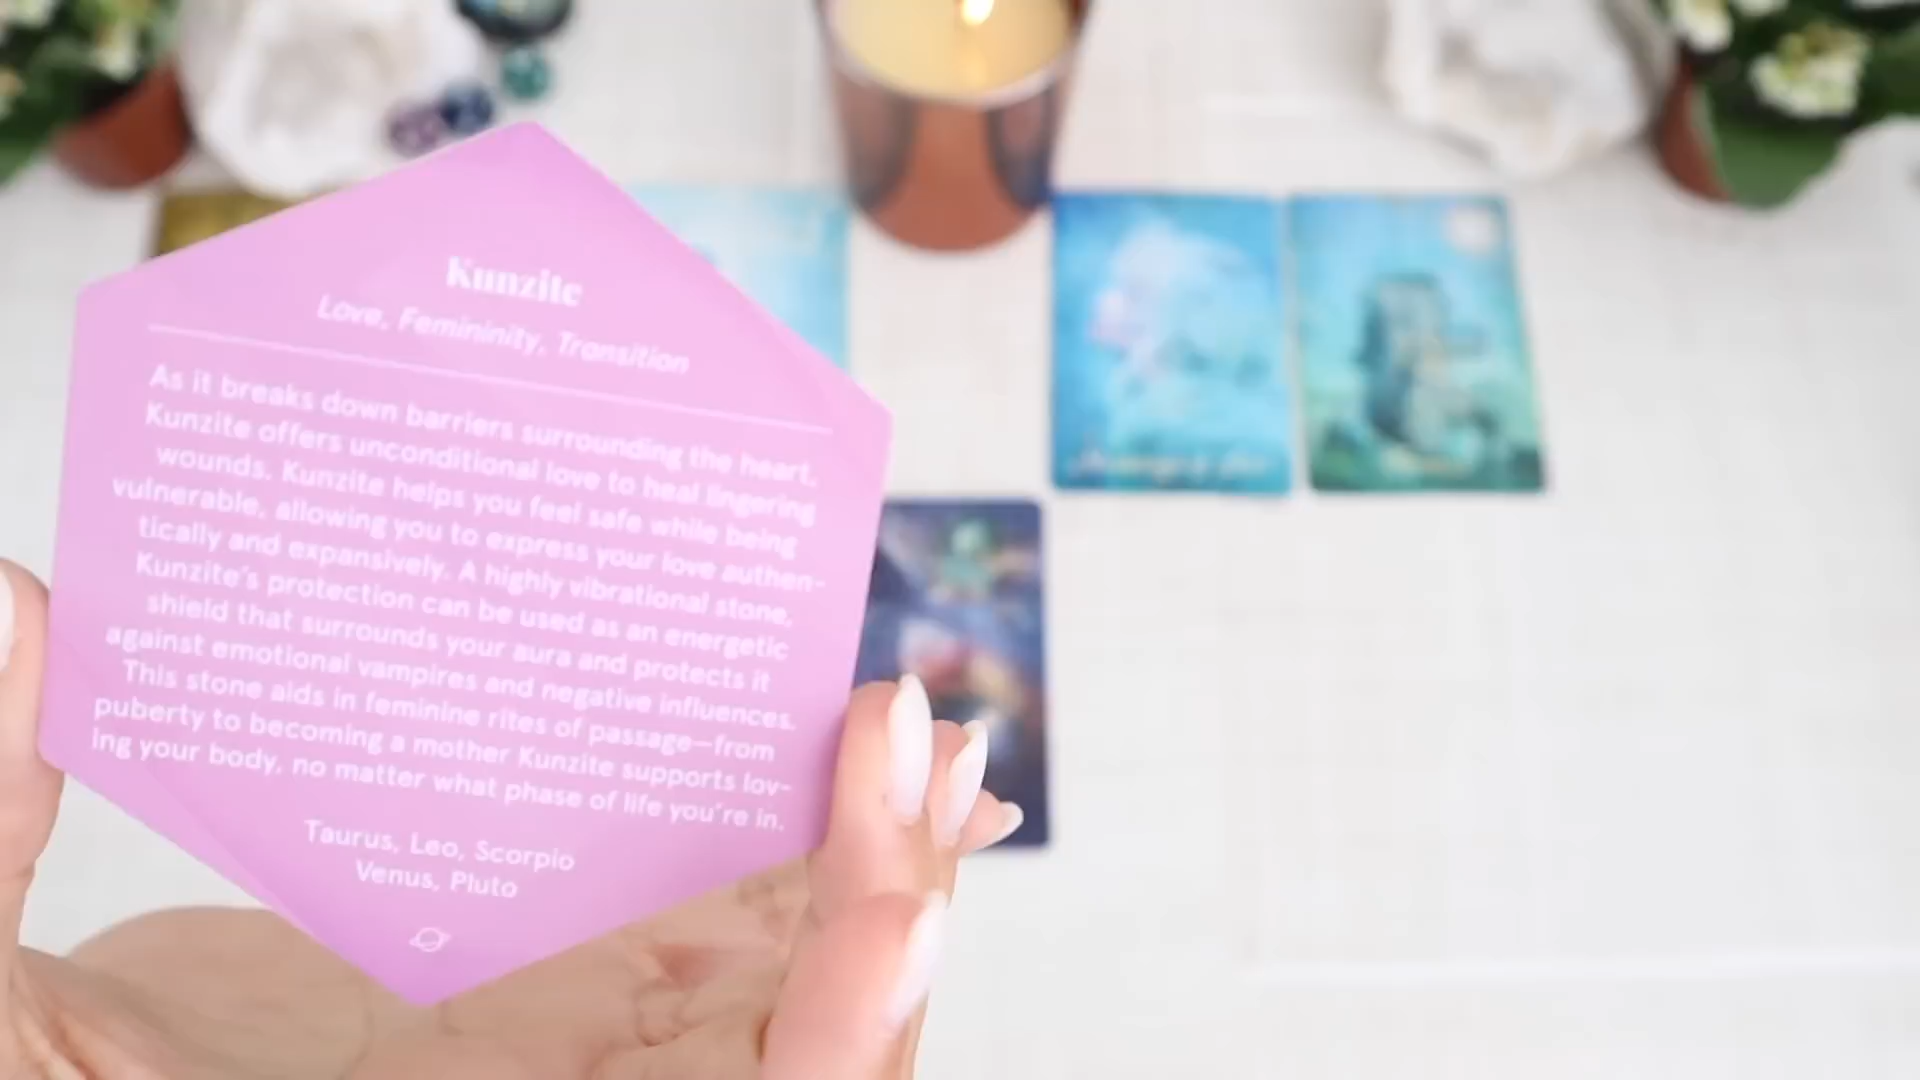 Kunzite
Love, Femininity, Transition
As it breaks down barriers surrounding the heart,
Kunzite offers unconditional love to heal lingering
wounds. Kunzite helps you feel safe while being
vulnerable, allowing you to express your love authen-
tically and expansively. A highly vibrational stone,
Kunzite's protection can be used as an energetic
shield that surrounds your aura and protects it
against emotional vampires and negative influences.
This stone aids in feminine rites of passage—from
puberty to becoming a mother Kunzite supports lov-
ing your body, no matter what phase of life you're in.
Taurus, Leo, Scorpio
Venus, Pluto